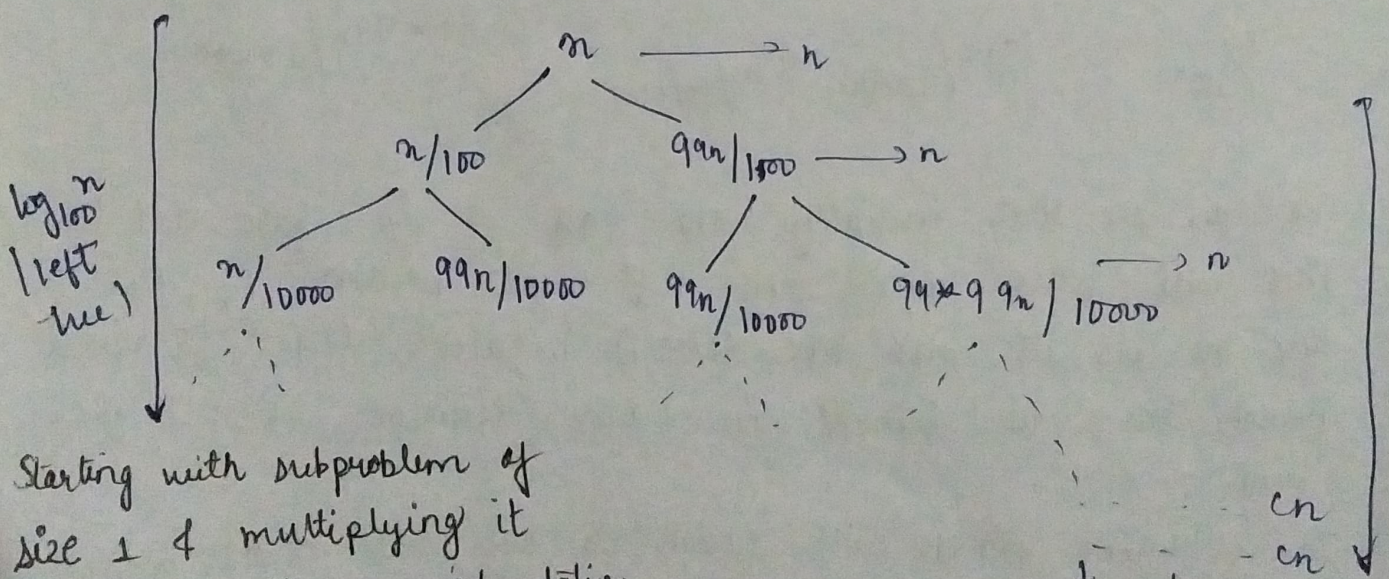 n → n
n/100 99n/100 → n
log₁₀₀ n
(left
tree)
n/10000 99n/10000 99n/10000 99*99n/10000 → n
Starting with subproblem of
size 1 & multiplying it
cn
cn